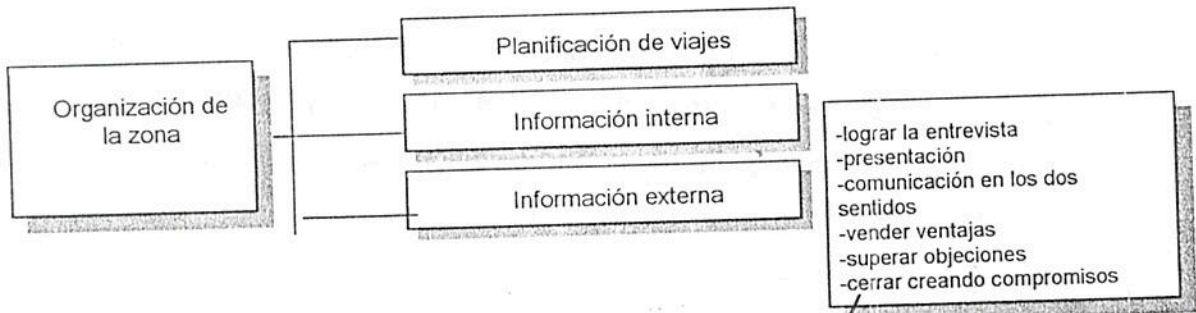 Planificación de viajes
Organización de
la zona
Información interna
Información externa
-lograr la entrevista
-presentación
-comunicación en los dos
sentidos
-vender ventajas
-superar objeciones
-cerrar creando compromisos